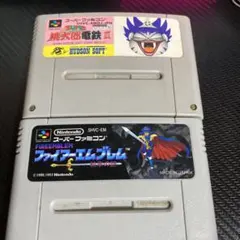 スーパーファミコン
SUPER
桃太郎電鉄
HUDSON SOFT
Nintendo
SHVC-EM
スーパーファミコン
FIRE EMBLEM
ファイアーエムブレム